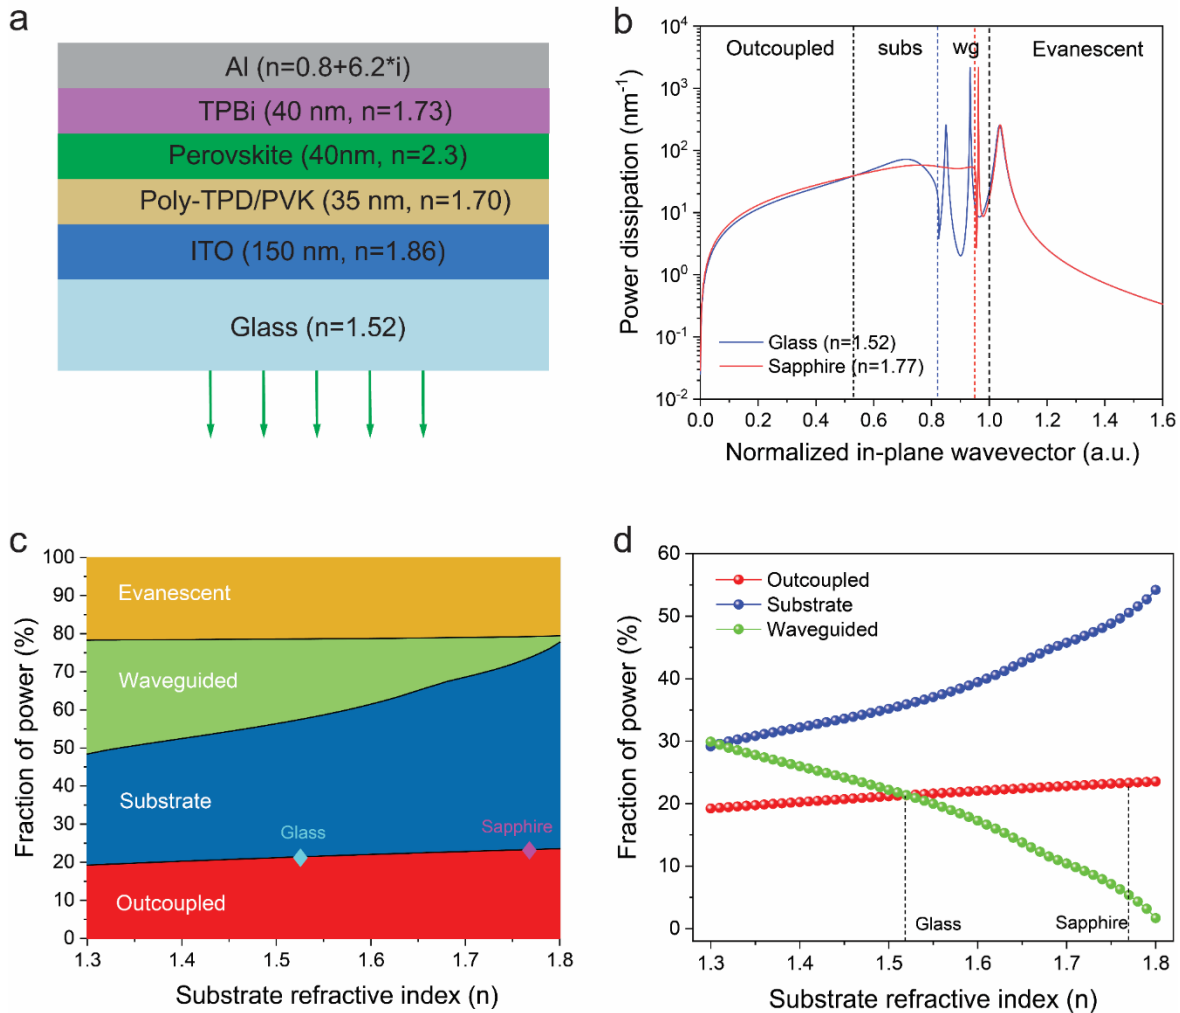 a
Al (n=0.8+6.2*i)
TPBi (40 nm, n=1.73)
Perovskite (40nm, n=2.3)
Poly-TPD/PVK (35 nm, n=1.70)
ITO (150 nm, n=1.86)
Glass (n=1.52)
b
Power dissipation (nm⁻¹)
10⁴
10³
10²
10¹
10⁰
10⁻¹
10⁻²
Outcoupled subs wg Evanescent
Glass (n=1.52)
Sapphire (n=1.77)
0.0 0.2 0.4 0.6 0.8 1.0 1.2 1.4 1.6
Normalized in-plane wavevector (a.u.)
c
Fraction of power (%)
100
90
80
70
60
50
40
30
20
10
0
Evanescent
Waveguided
Substrate
Glass
Sapphire
Outcoupled
1.3 1.4 1.5 1.6 1.7 1.8
Substrate refractive index (n)
d
Fraction of power (%)
60
50
40
30
20
10
0
Outcoupled
Substrate
Waveguided
Glass
Sapphire
1.3 1.4 1.5 1.6 1.7 1.8
Substrate refractive index (n)